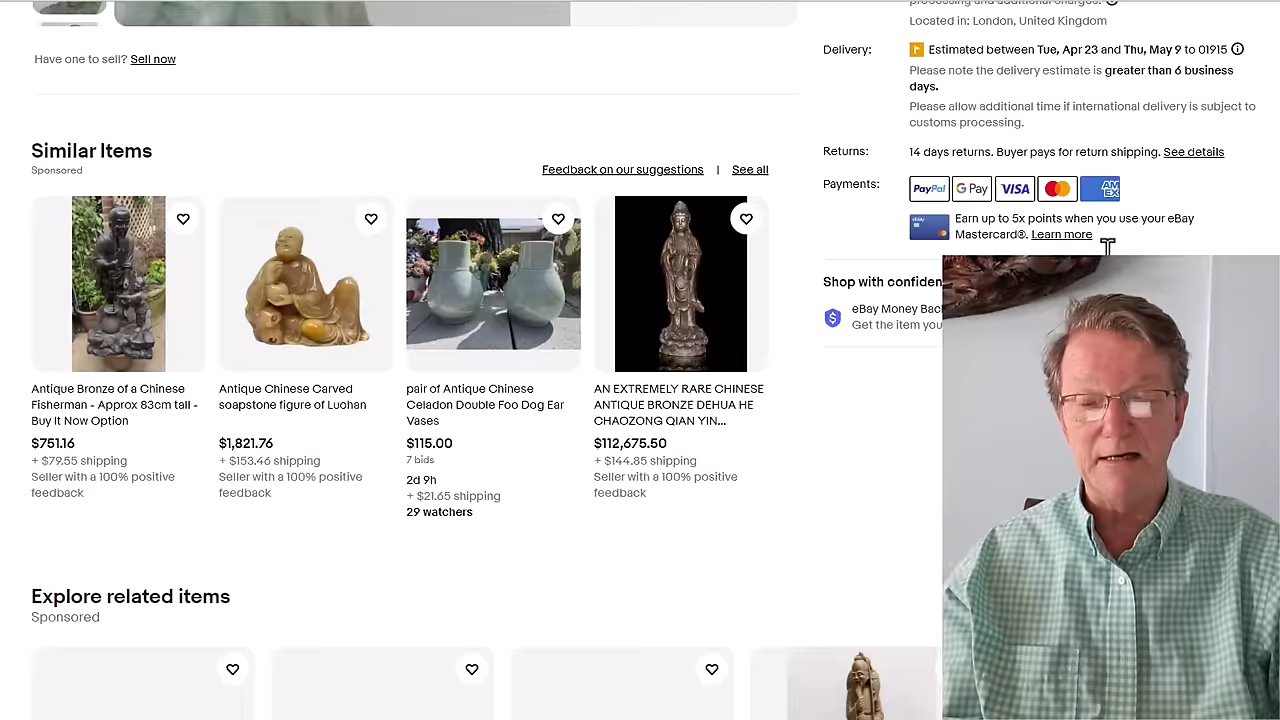 Located in: London, United Kingdom
Have one to sell? Sell now
Delivery:
Estimated between Tue, Apr 23 and Thu, May 9 to 01915
Please note the delivery estimate is greater than 6 business
days.
Please allow additional time if international delivery is subject to
customs processing.
Returns:
14 days returns. Buyer pays for return shipping. See details
Payments:
PayPal
G Pay
VISA
AM
EX
ebay
Earn up to 5x points when you use your eBay
Mastercard®. Learn more
Shop with confiden
eBay Money Bac
Get the item you
Similar Items
Sponsored
Feedback on our suggestions | See all
Antique Bronze of a Chinese
Fisherman - Approx 83cm tall -
Buy It Now Option
$751.16
+ $79.55 shipping
Seller with a 100% positive
feedback
Antique Chinese Carved
soapstone figure of Luohan
$1,821.76
+ $153.46 shipping
Seller with a 100% positive
feedback
pair of Antique Chinese
Celadon Double Foo Dog Ear
Vases
$115.00
7 bids
2d 9h
+ $21.65 shipping
29 watchers
AN EXTREMELY RARE CHINESE
ANTIQUE BRONZE DEHUA HE
CHAOZONG QIAN YIN...
$112,675.50
+ $144.85 shipping
Seller with a 100% positive
feedback
Explore related items
Sponsored